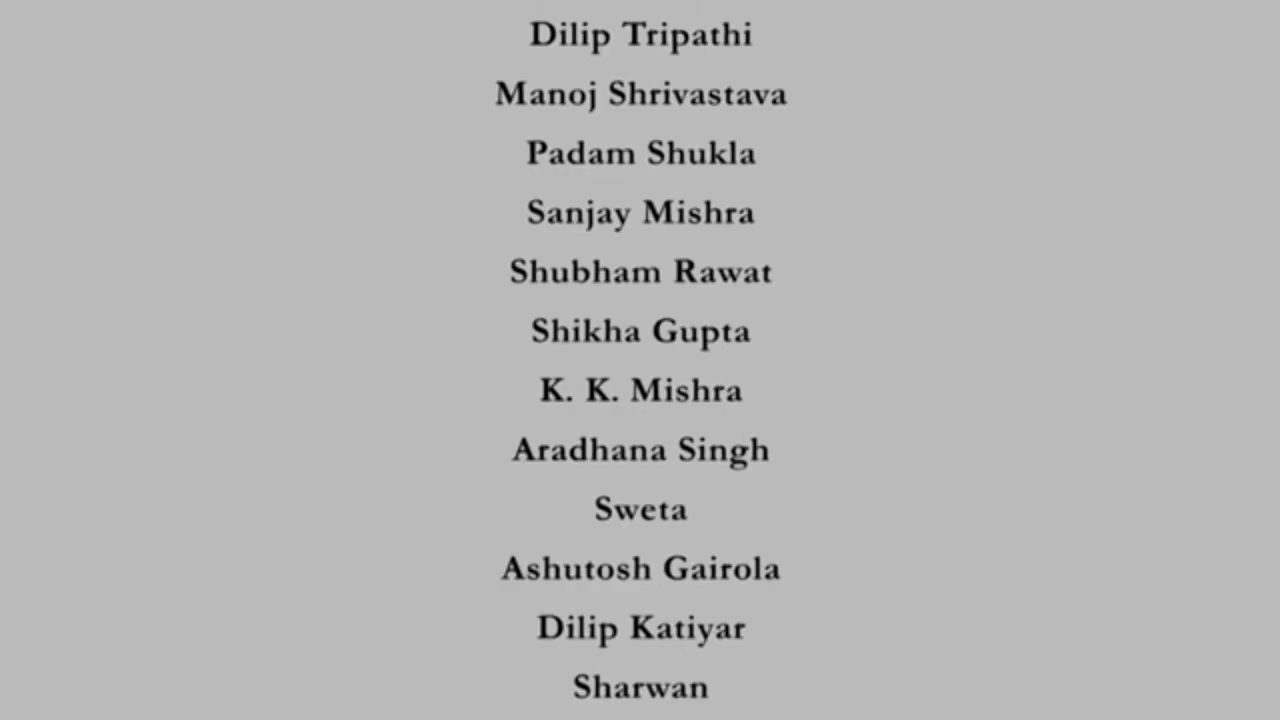 Dilip Tripathi
Manoj Shrivastava
Padam Shukla
Sanjay Mishra
Shubham Rawat
Shikha Gupta
K. K. Mishra
Aradhana Singh
Sweta
Ashutosh Gairola
Dilip Katiyar
Sharwan